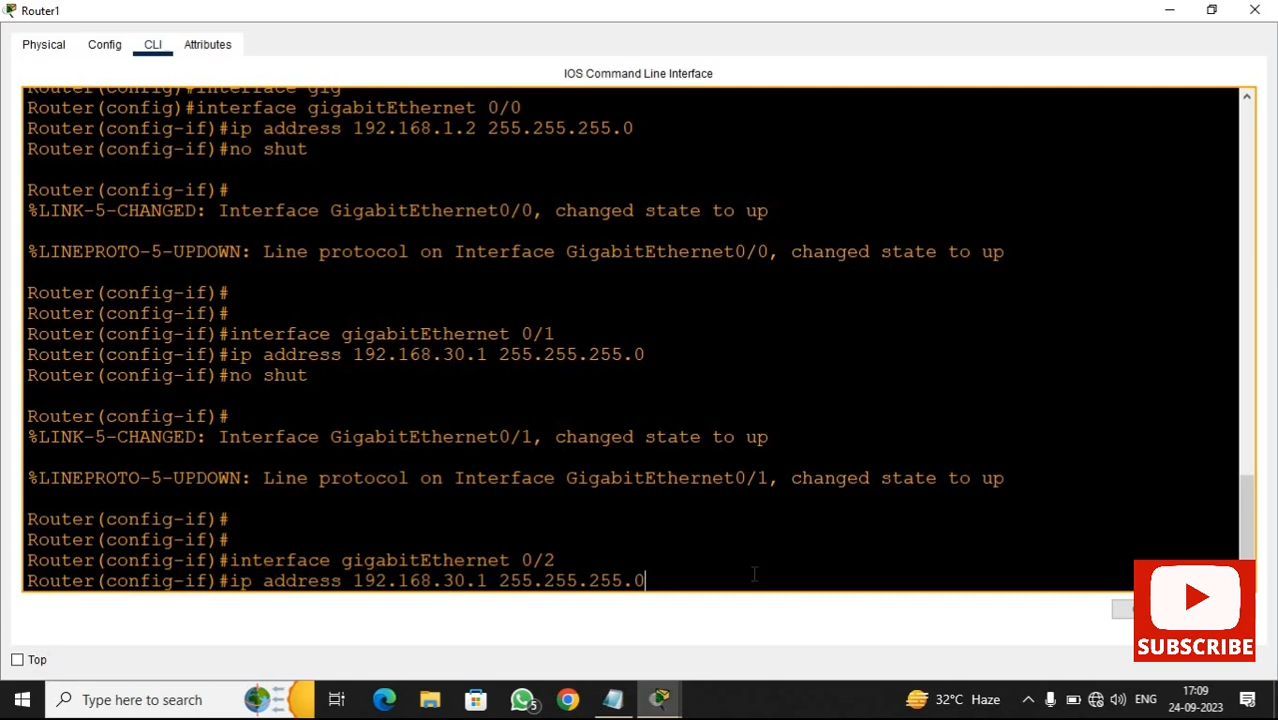 Router1
Physical Config CLI Attributes
IOS Command Line Interface
Router(config)#interface gig
Router(config)#interface gigabitEthernet 0/0
Router(config-if)#ip address 192.168.1.2 255.255.255.0
Router(config-if)#no shut
Router(config-if)#
%LINK-5-CHANGED: Interface GigabitEthernet0/0, changed state to up
%LINEPROTO-5-UPDOWN: Line protocol on Interface GigabitEthernet0/0, changed state to up
Router(config-if)#
Router(config-if)#
Router(config-if)#interface gigabitEthernet 0/1
Router(config-if)#ip address 192.168.30.1 255.255.255.0
Router(config-if)#no shut
Router(config-if)#
%LINK-5-CHANGED: Interface GigabitEthernet0/1, changed state to up
%LINEPROTO-5-UPDOWN: Line protocol on Interface GigabitEthernet0/1, changed state to up
Router(config-if)#
Router(config-if)#
Router(config-if)#interface gigabitEthernet 0/2
Router(config-if)#ip address 192.168.30.1 255.255.255.0
SUBSCRIBE
Top
Type here to search
5
32°C Haze
ENG
17:09
24-09-2023